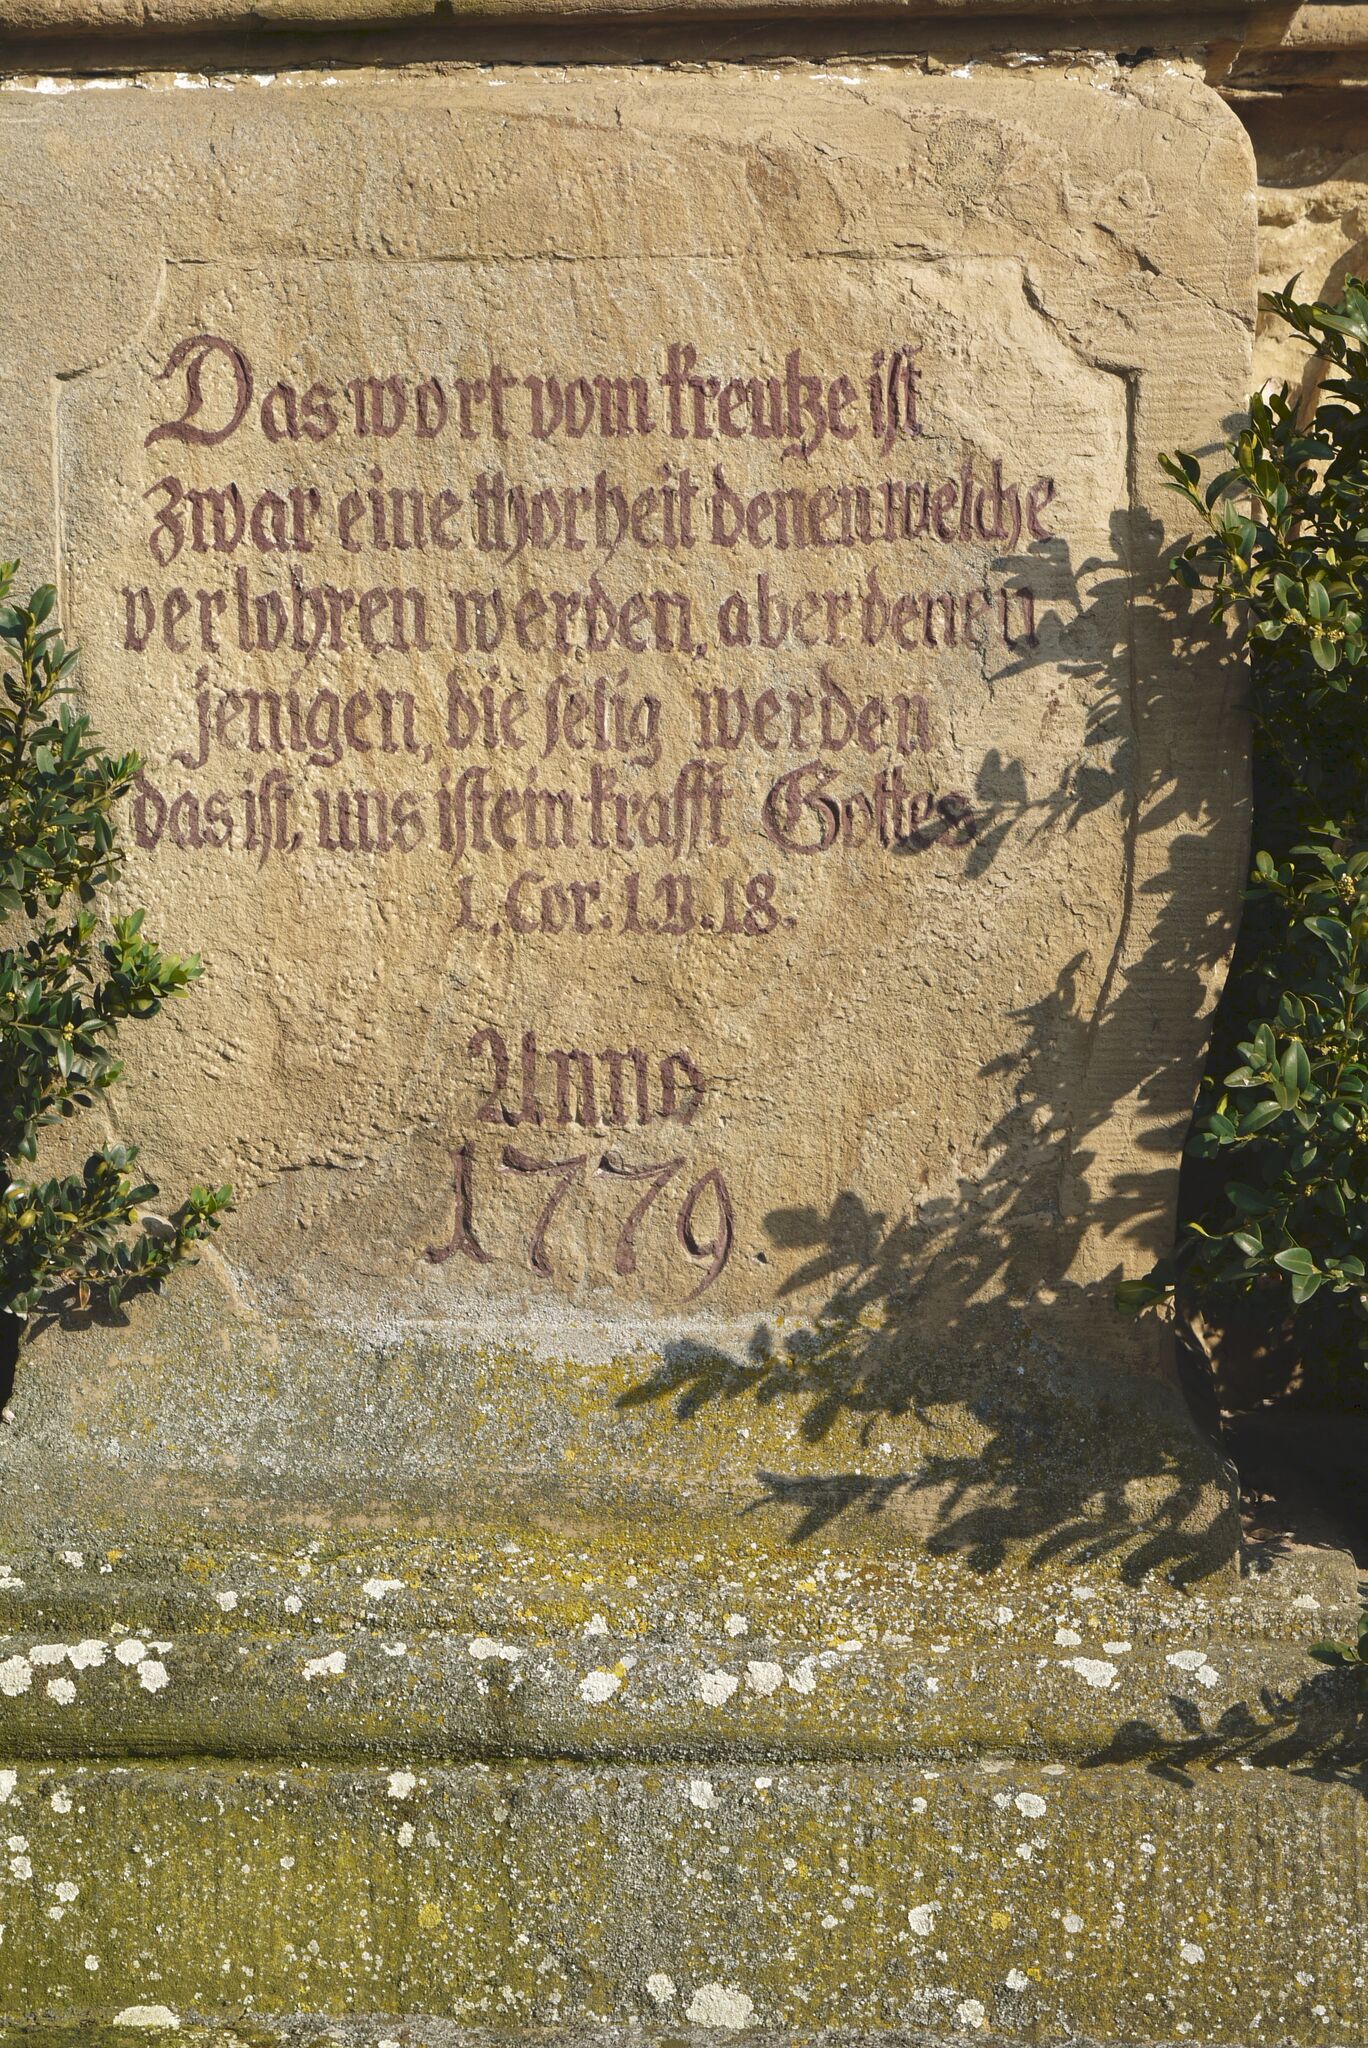 Das wort vom kreutze ist
zwar eine thorheit denen welche
verlohren werden, aber denen
jenigen, die selig werden
das ist, uns ist ein krafft Gottes
1. Cor. 1. V. 18.
Anno
1779.